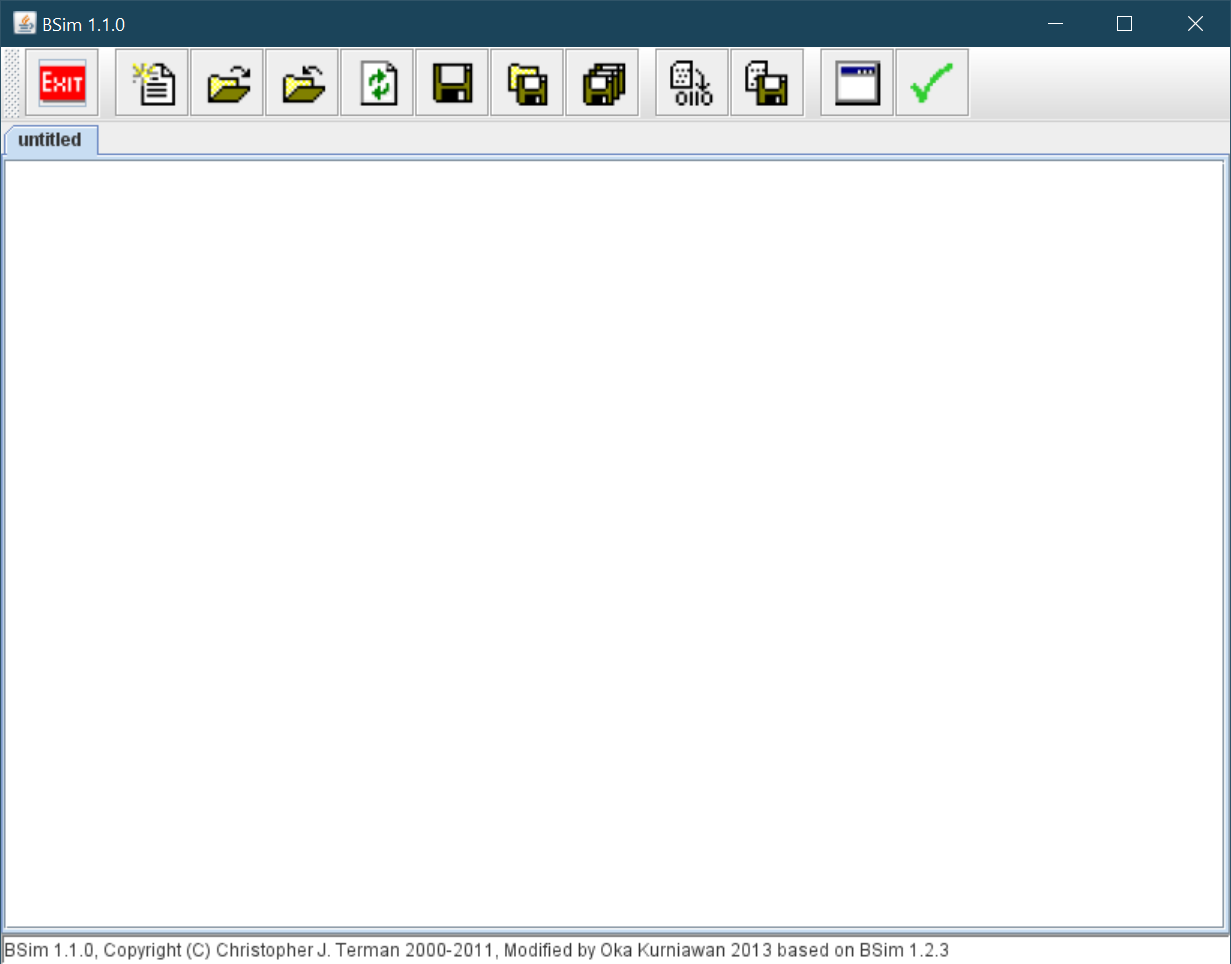 BSim 1.1.0
EXIT
0110
untitled
BSim 1.1.0, Copyright (C) Christopher J. Terman 2000-2011, Modified by Oka Kurniawan 2013 based on BSim 1.2.3